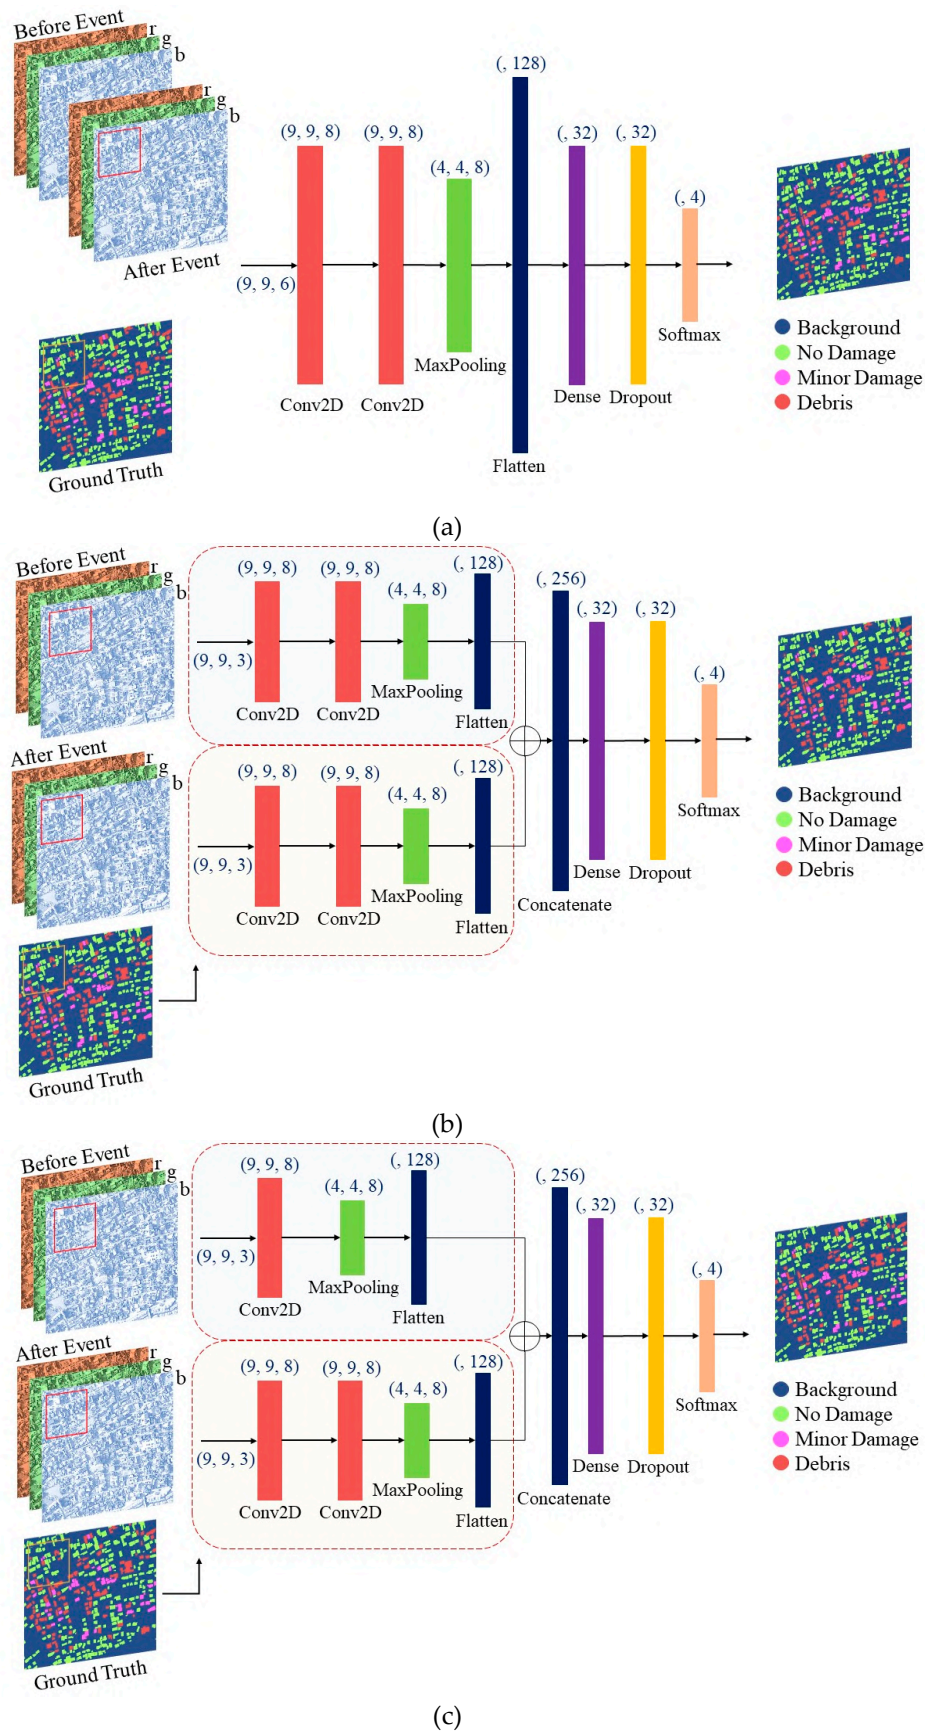 Before Event
r
g
b
r
g
b
After Event
(9, 9, 6)
(9, 9, 8)
(9, 9, 8)
(4, 4, 8)
(, 128)
(, 32)
(, 32)
(, 4)
Conv2D
Conv2D
MaxPooling
Flatten
Dense
Dropout
Softmax
Ground Truth
Background
No Damage
Minor Damage
Debris
(a)
Before Event
r
g
b
(9, 9, 3)
(9, 9, 8)
(9, 9, 8)
(4, 4, 8)
(, 128)
Conv2D
Conv2D
MaxPooling
Flatten
After Event
r
g
b
(9, 9, 3)
(9, 9, 8)
(9, 9, 8)
(4, 4, 8)
(, 128)
Conv2D
Conv2D
MaxPooling
Flatten
(, 256)
(, 32)
(, 32)
(, 4)
Concatenate
Dense
Dropout
Softmax
Ground Truth
Background
No Damage
Minor Damage
Debris
(b)
Before Event
r
g
b
(9, 9, 3)
(9, 9, 8)
(4, 4, 8)
(, 128)
Conv2D
MaxPooling
Flatten
After Event
r
g
b
(9, 9, 3)
(9, 9, 8)
(9, 9, 8)
(4, 4, 8)
(, 128)
Conv2D
Conv2D
MaxPooling
Flatten
(, 256)
(, 32)
(, 32)
(, 4)
Concatenate
Dense
Dropout
Softmax
Ground Truth
Background
No Damage
Minor Damage
Debris
(c)